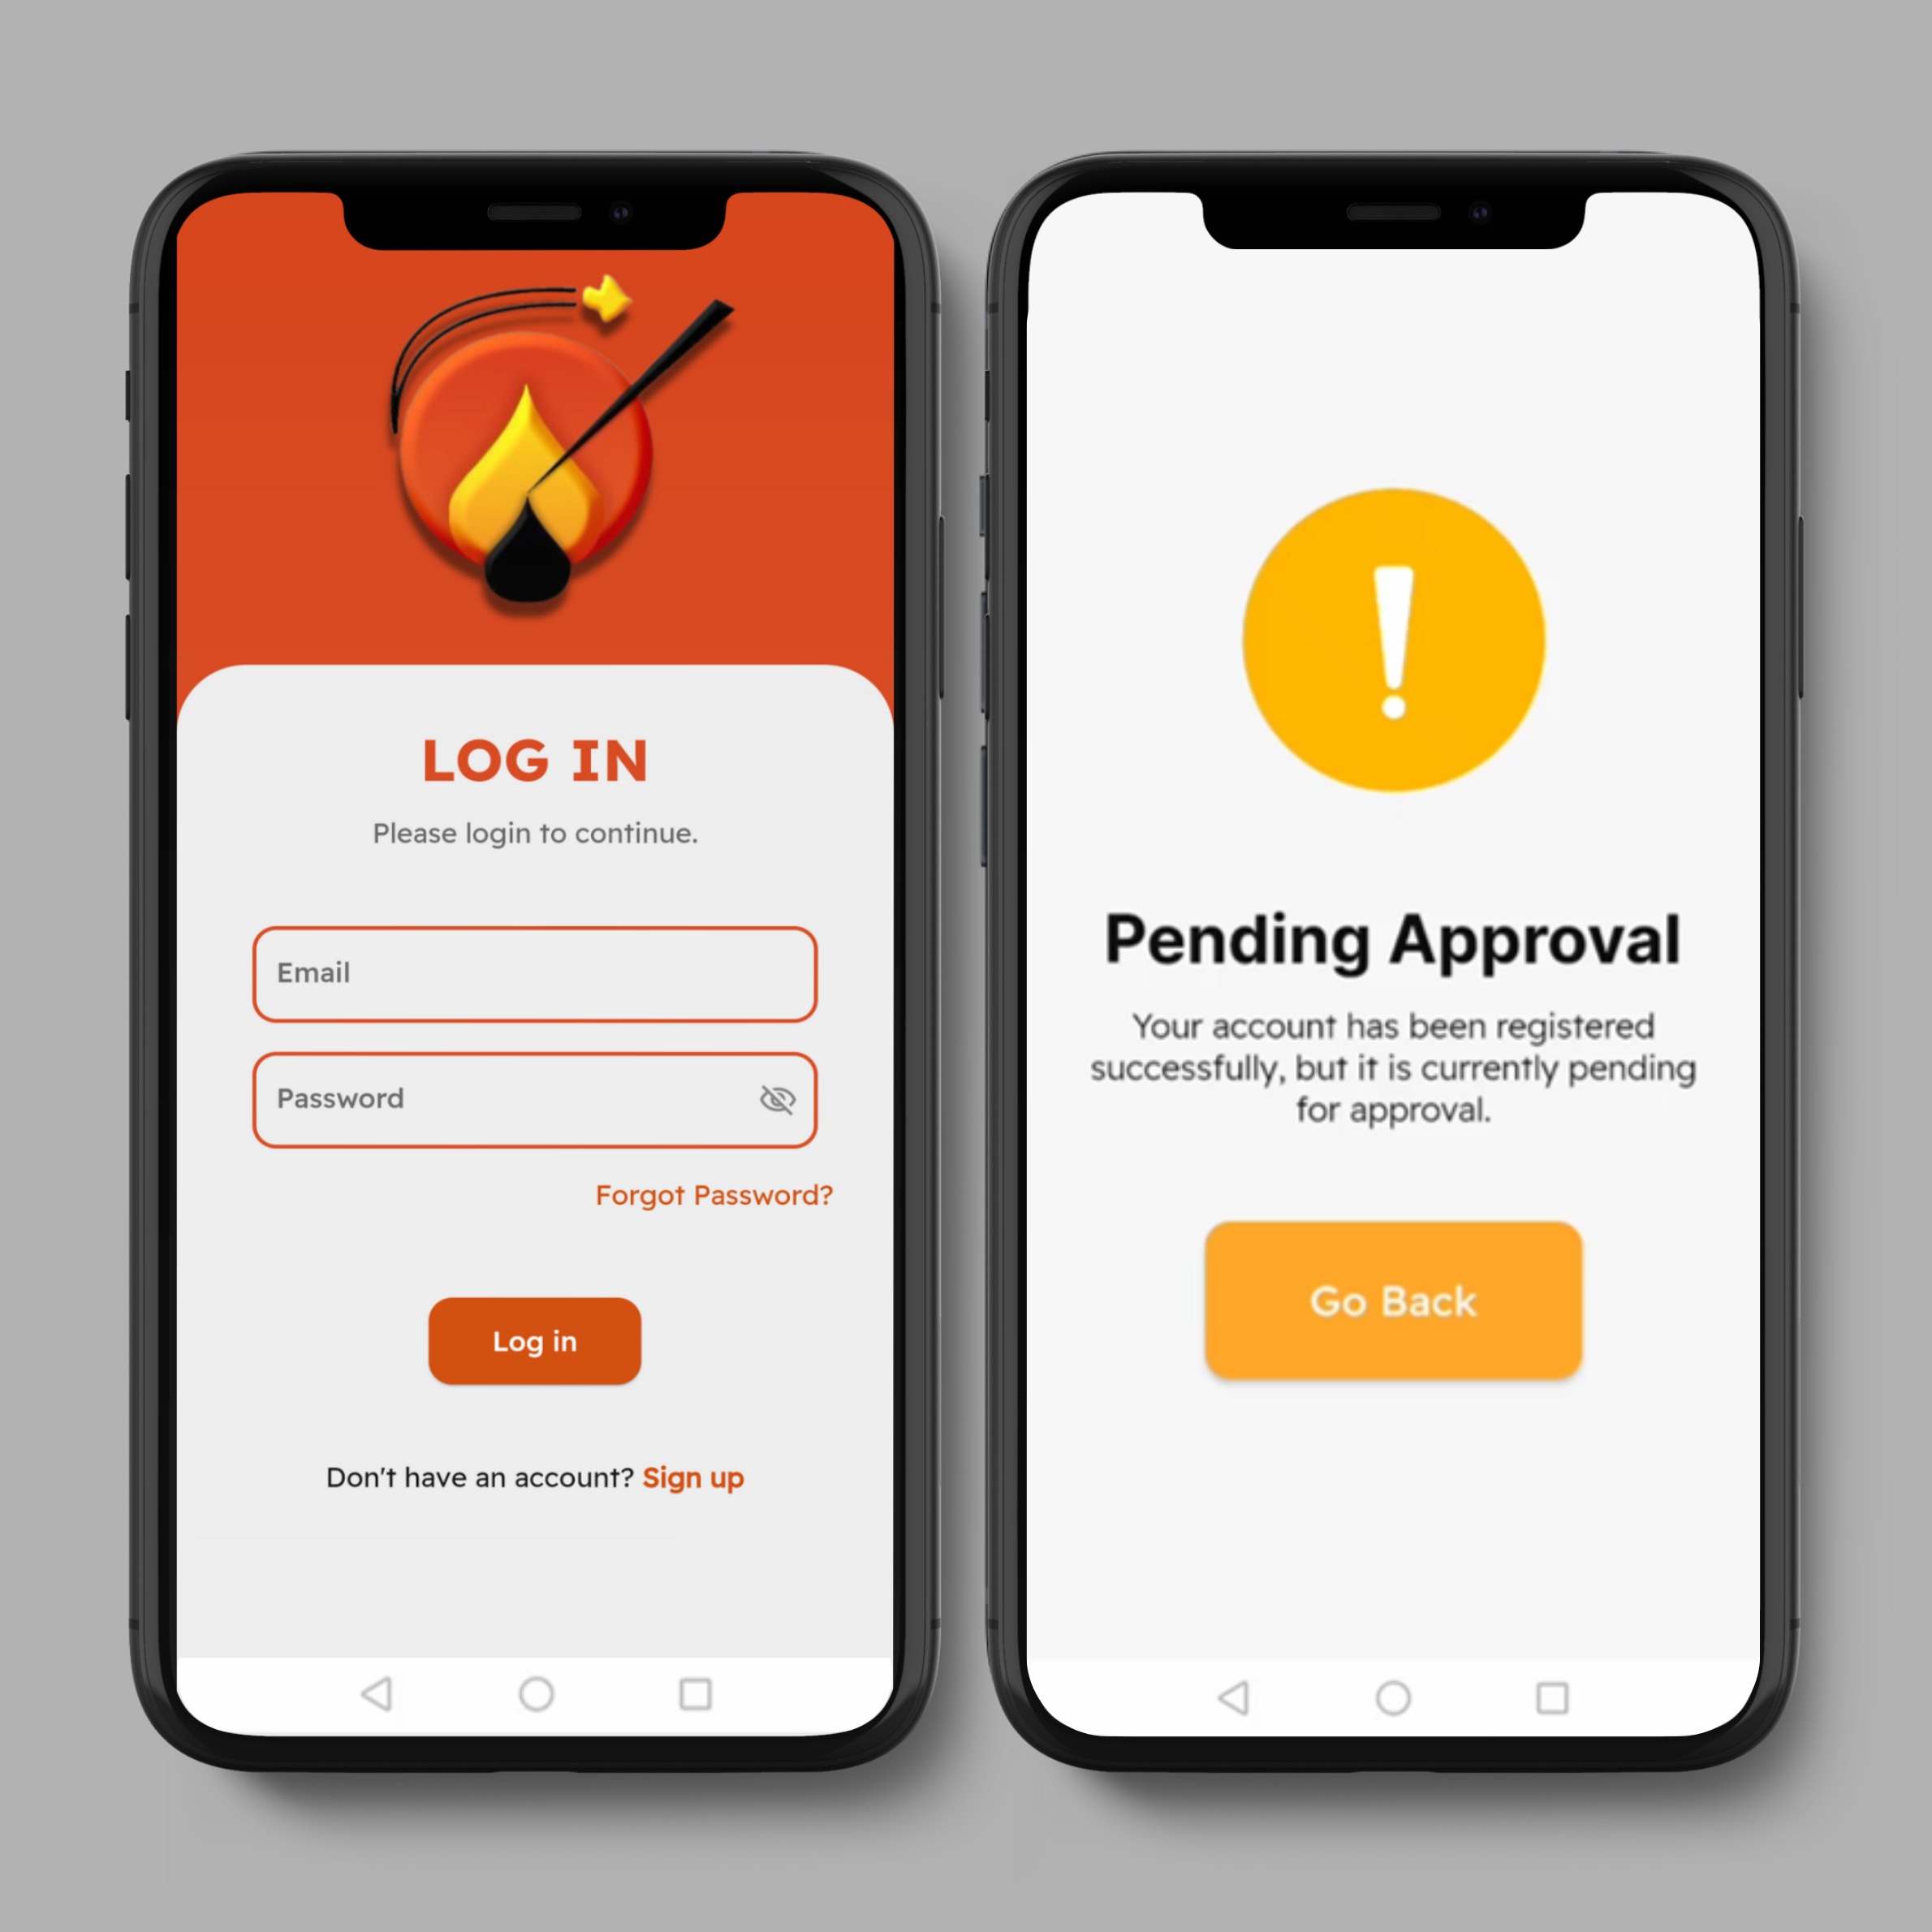 LOG IN
Please login to continue.
Email
Password
Forgot Password?
Log in
Don't have an account? Sign up
Pending Approval
Your account has been registered
successfully, but it is currently pending
for approval.
Go Back